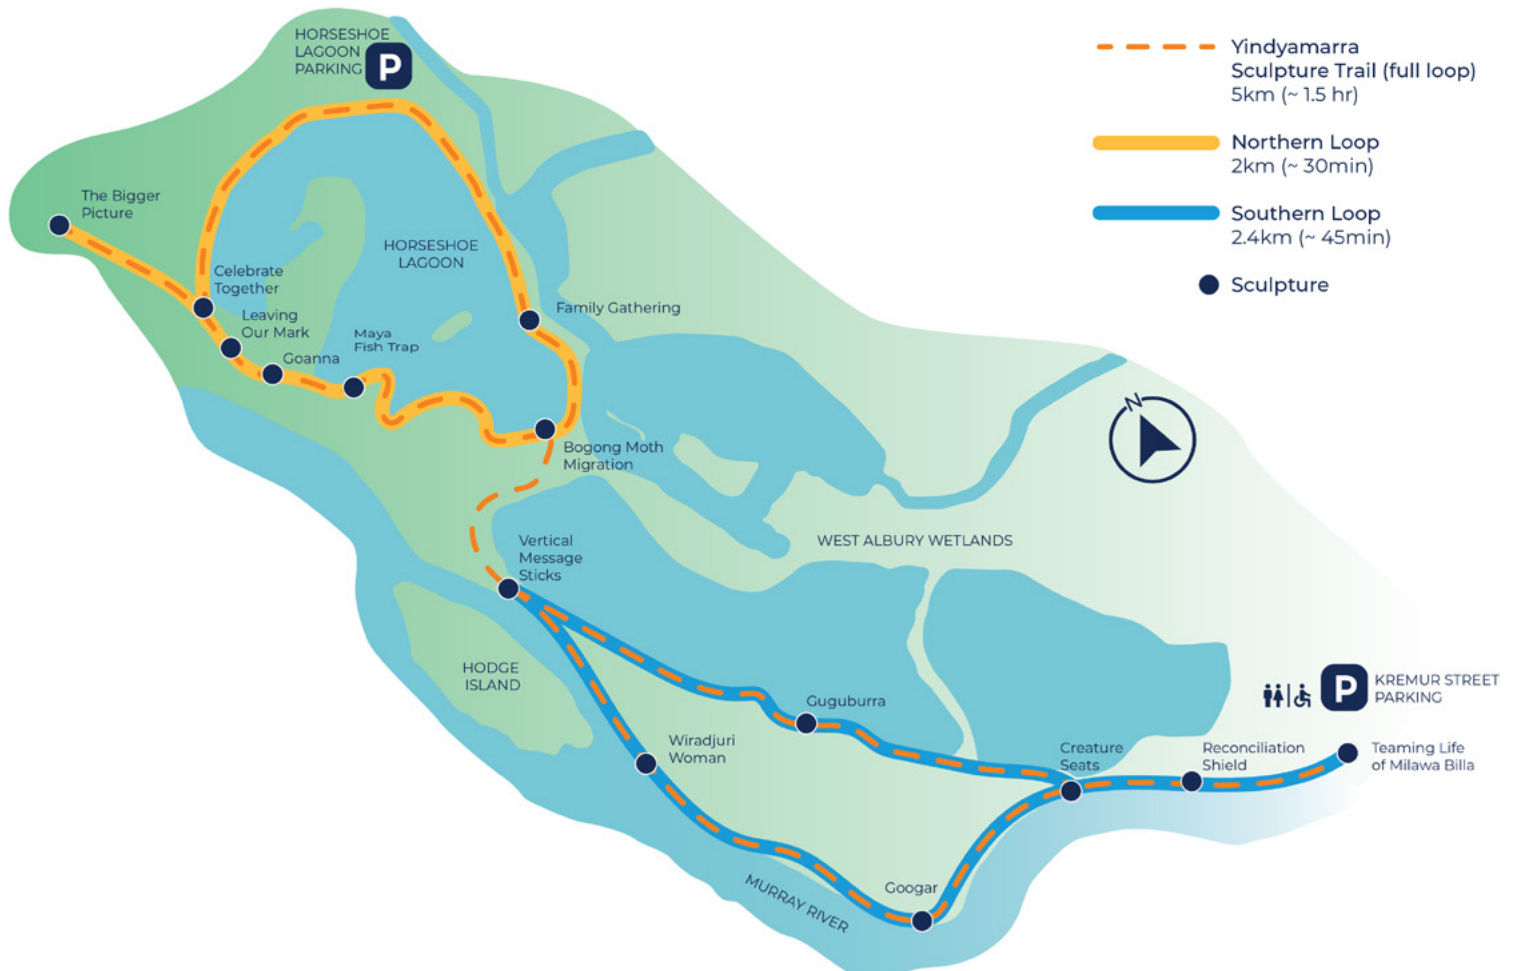 HORSESHOE
LAGOON
PARKING
P
Yindyamarra
Sculpture Trail (full loop)
5km (~ 1.5 hr)
Northern Loop
2km (~ 30min)
Southern Loop
2.4km (~ 45min)
Sculpture
The Bigger
Picture
HORSESHOE
LAGOON
Celebrate
Together
Leaving
Our Mark
Goanna
Maya
Fish Trap
Family Gathering
N
Bogong Moth
Migration
Vertical
Message
Sticks
WEST ALBURY WETLANDS
HODGE
ISLAND
Guguburra
Wiradjuri
Woman
P
KREMUR STREET
PARKING
Creature
Seats
Reconciliation
Shield
Teaming Life
of Milawa Billa
Googar
MURRAY RIVER